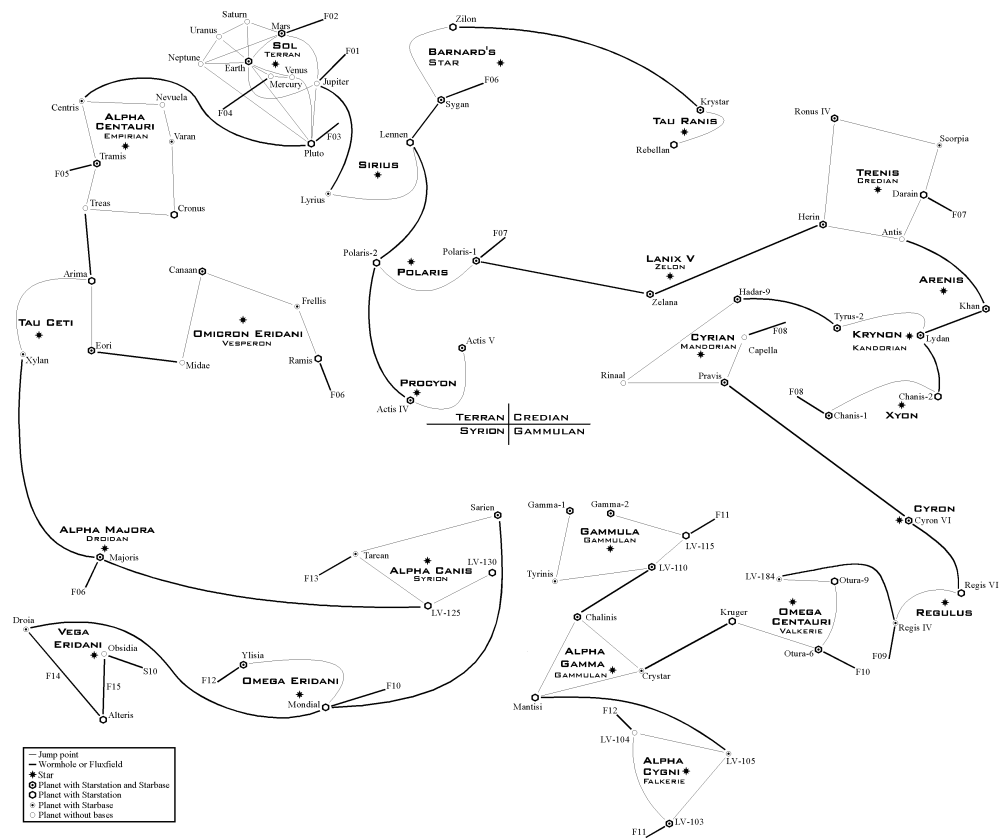 Saturn
Uranus
Mars
F02
SOL
TERRAN
Neptune
Earth
Venus
Mercury
Jupiter
F01
F04
F03
Pluto
Centris
Nevuela
ALPHA
CENTAURI
EMPIRIAN
Varan
Tramis
F05
Treas
Cronus
Zilon
BARNARD'S
STAR
F06
Sygan
Lennen
SIRIUS
Lyrius
Krystar
TAU RANIS
Rebellan
Ronus IV
Scorpia
TRENIS
CREDIAN
Darain
F07
Herin
Antis
Arima
Canaan
TAU CETI
Frellis
OMICRON ERIDANI
VESPERON
Eori
Xylan
Midae
Ramis
F06
Polaris-2
Polaris-1
F07
POLARIS
LANIX V
ZELON
Zelana
ARENIS
Khan
Hadar-9
Tyrus-2
F08
KRYNON
KANDORIAN
Lydan
CYRIAN
MANDORIAN
Capella
Rinaal
Pravis
F08
Chanis-2
Chanis-1
XYON
Actis V
PROCYON
Actis IV
TERRAN CREDIAN
SYRION GAMMULAN
CYRON
Cyron VI
Sarien
ALPHA MAJORA
DROIDAN
Majoris
F06
Tarean
LV-130
F13
ALPHA CANIS
SYRION
LV-125
Gamma-1
Gamma-2
F11
GAMMULA
GAMMULAN
LV-115
Tyrinis
LV-110
LV-184
Otura-9
Regis VI
REGULUS
Chalinis
Kruger
OMEGA
CENTAURI
VALKERIE
Regis IV
Otura-6
F09
F10
ALPHA
GAMMA
GAMMULAN
Crystar
Mantisi
Droia
VEGA
ERIDANI
Obsidia
F14
F15
S10
Alteris
Ylisia
F12
OMEGA ERIDANI
F10
Mondial
F12
LV-104
LV-105
ALPHA
CYGNI
FALKERIE
LV-103
F11
Jump point
Wormhole or Fluxfield
Star
Planet with Starstation and Starbase
Planet with Starstation
Planet with Starbase
Planet without bases